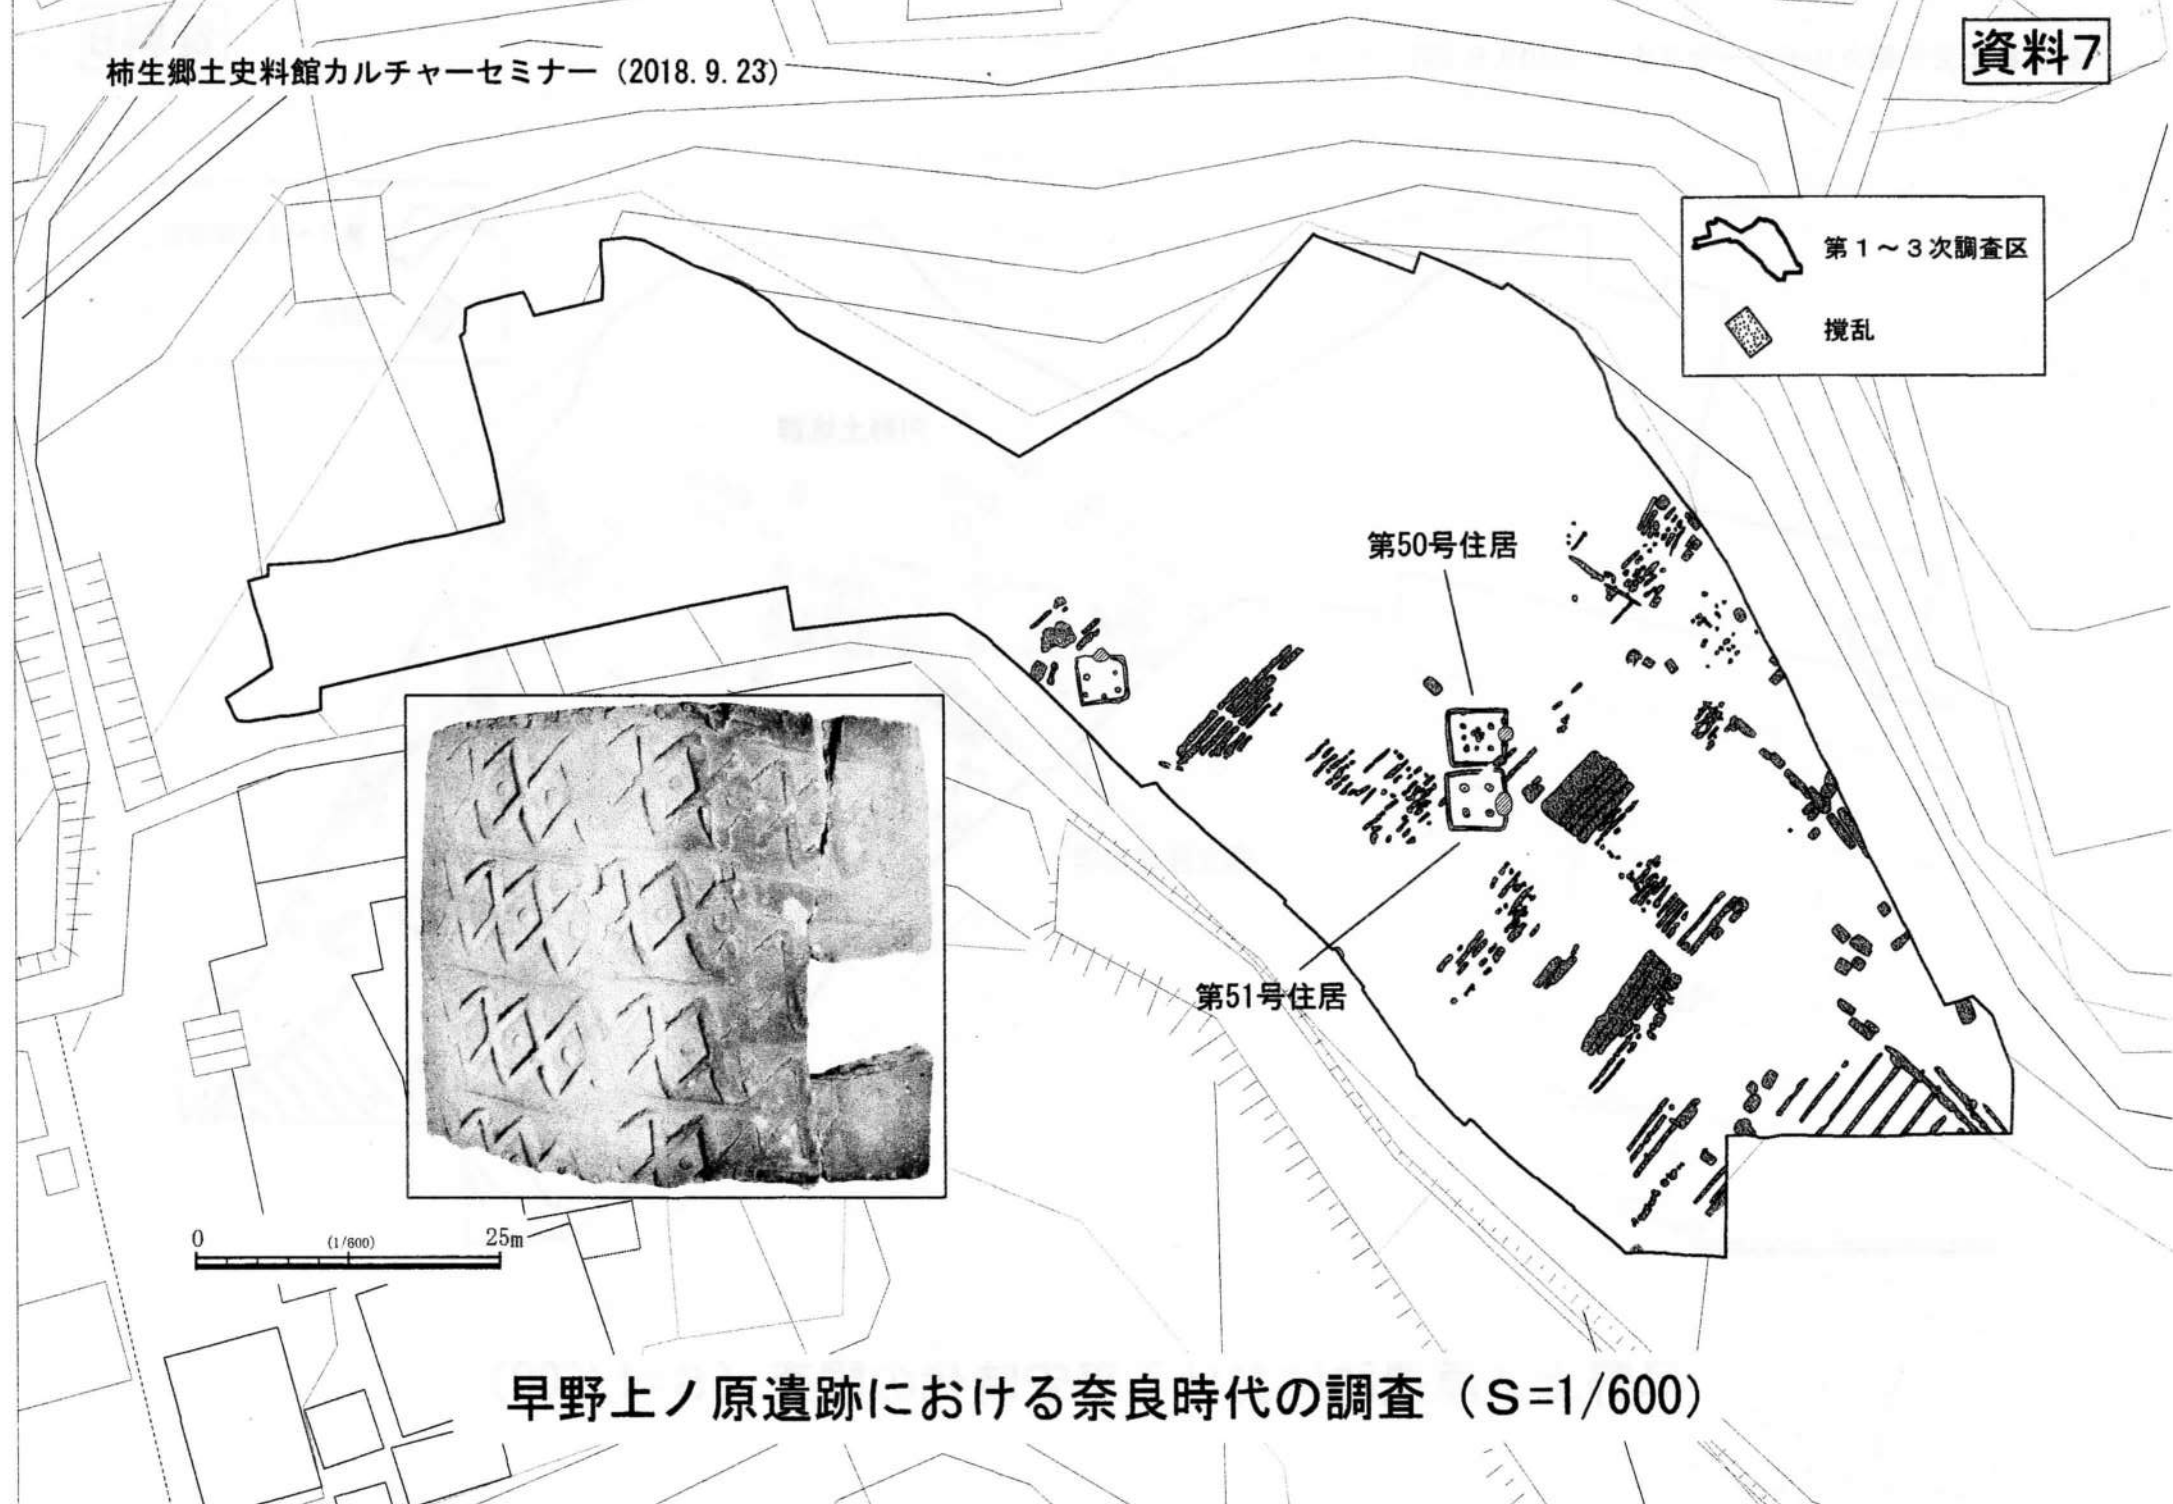 柿生郷土史料館カルチャーセミナー（2018.9.23）
資料7
第１～３次調査区
撹乱
第50号住居
第51号住居
0 (1/600) 25m
早野上ノ原遺跡における奈良時代の調査（Ｓ=1/600）